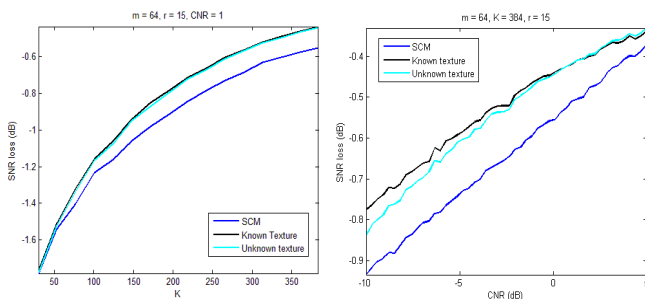 m = 64, r = 15, CNR = 1
SNR loss (dB)
-0.6
-0.8
-1
-1.2
-1.4
-1.6
50
100
150
200
250
300
350
K
SCM
Known Texture
Unknown texture
m = 64, K = 384, r = 15
SNR loss (dB)
-0.4
-0.5
-0.6
-0.7
-0.8
-0.9
-10
-5
0
5
CNR (dB)
SCM
Known texture
Unknown texture